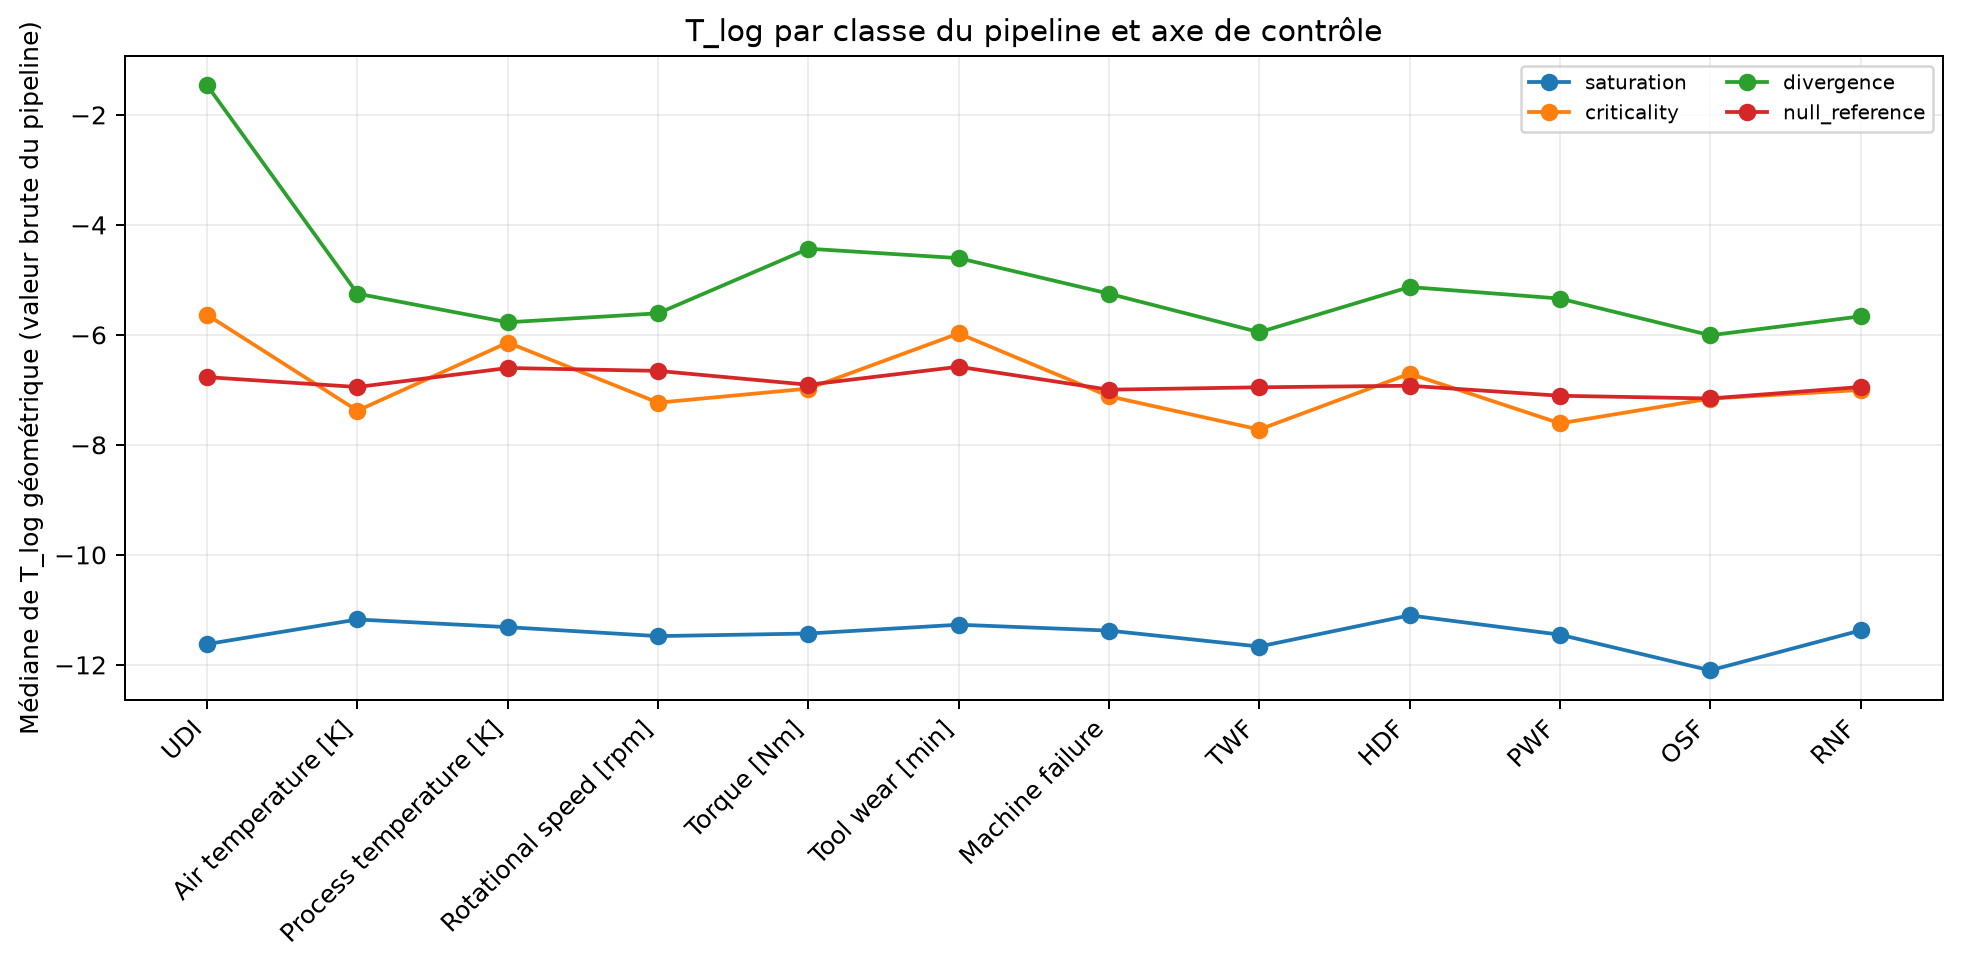 T_log par classe du pipeline et axe de contrôle
Médiane de T_log géométrique (valeur brute du pipeline)
saturation
criticality
divergence
null_reference
−2
−4
−6
−8
−10
−12
UDI
Air temperature [K]
Process temperature [K]
Rotational speed [rpm]
Torque [Nm]
Tool wear [min]
Machine failure
TWF
HDF
PWF
OSF
RNF